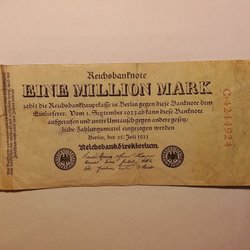 Reichsbanknote
EINE MILLION MARK
zahlt die Reichsbankhauptkasse in Berlin gegen diese Banknote dem
Einlieferer. Vom 1. September 1923 ab kann diese Banknote
aufgerufen und unter Umtausch gegen andere gesetz-
liche Zahlungsmittel eingezogen werden
Berlin, den 25. Juli 1923
Reichsbankdirektorium
C·4244924